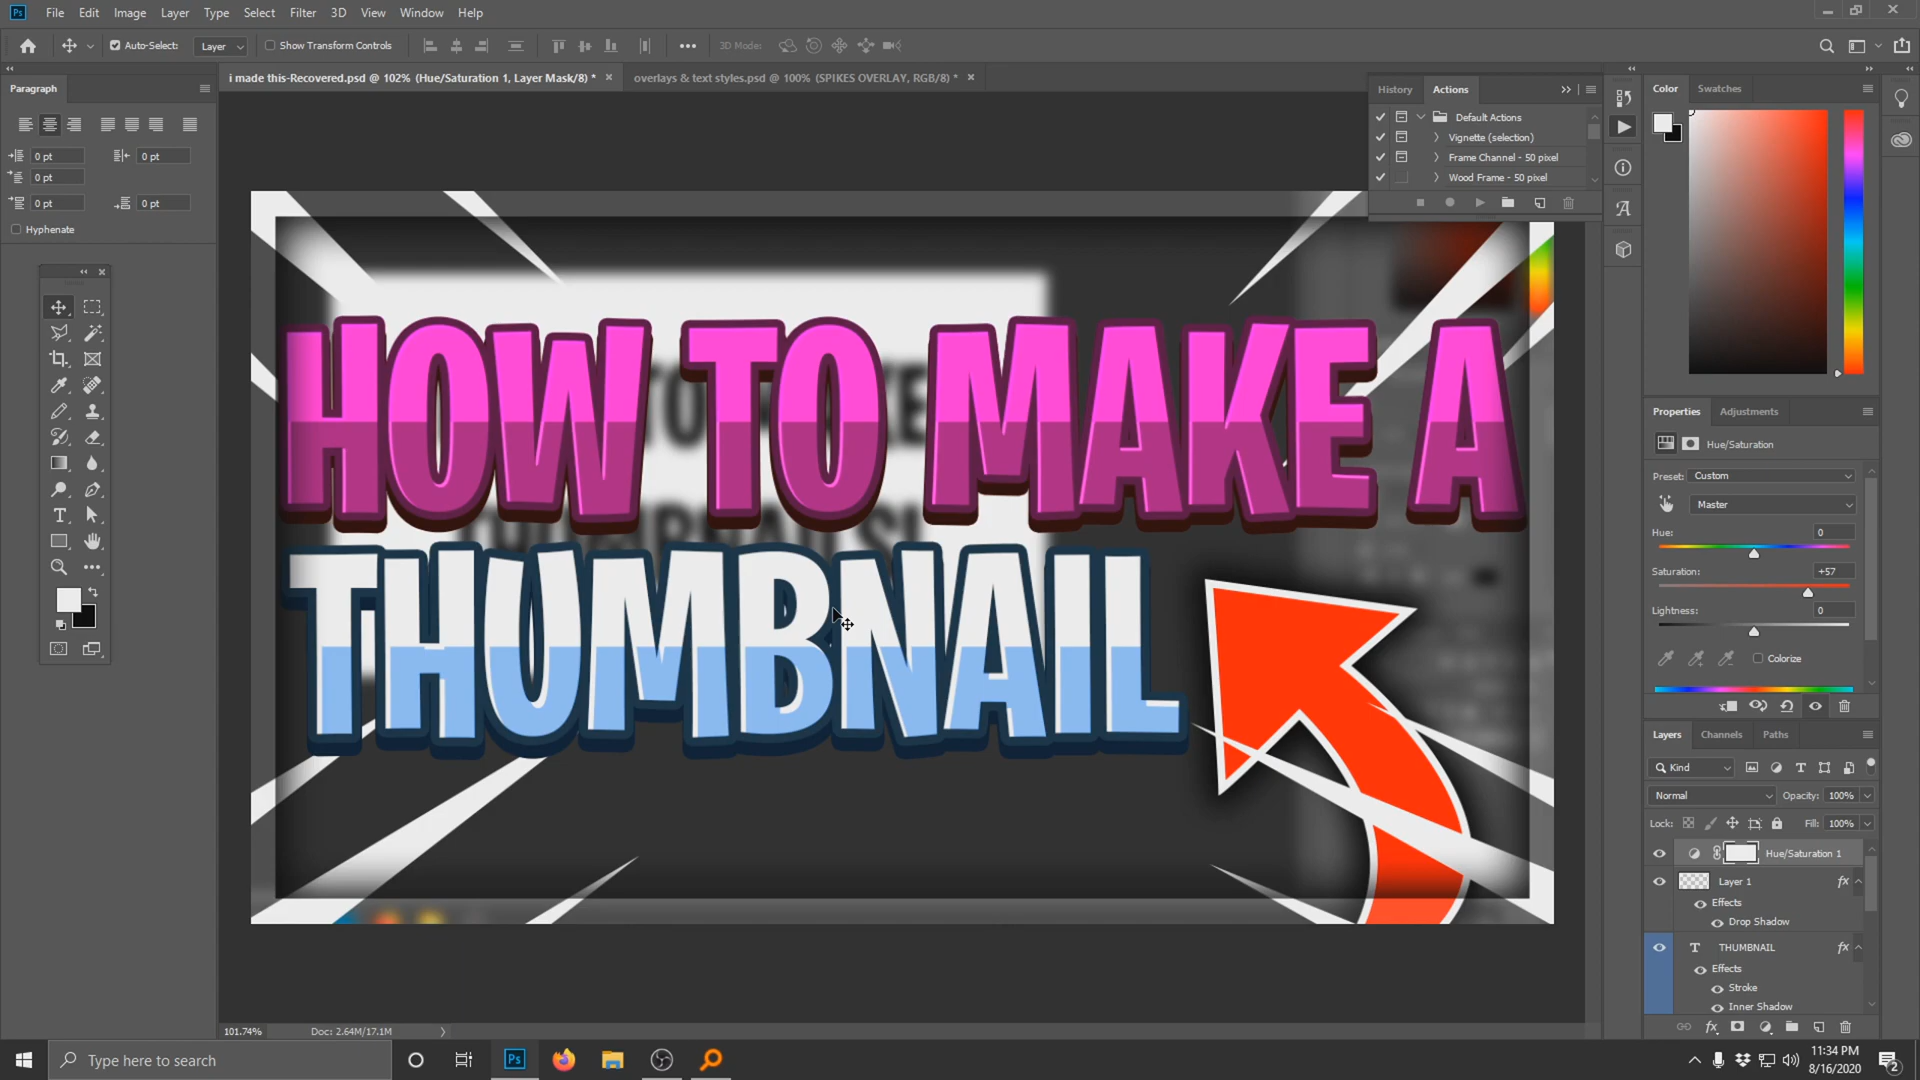 Ps File Edit Image Layer Type Select Filter 3D View Window Help
Auto-Select: Layer Show Transform Controls 3D Mode:
i made this-Recovered.psd @ 102% (Hue/Saturation 1, Layer Mask/8) * × overlays & text styles.psd @ 100% (SPIKES OVERLAY, RGB/8) * ×
Paragraph
0 pt 0 pt
0 pt
0 pt 0 pt
Hyphenate
History Actions
Default Actions
Vignette (selection)
Frame Channel - 50 pixel
Wood Frame - 50 pixel
Color Swatches
HOW TO MAKE A
THUMBNAIL
Properties Adjustments
Hue/Saturation
Preset: Custom
Master
Hue: 0
Saturation: +57
Lightness: 0
Colorize
Layers Channels Paths
Kind
Normal Opacity: 100%
Lock: Fill: 100%
Hue/Saturation 1
Layer 1 fx
Effects
Drop Shadow
T THUMBNAIL fx
Effects
Stroke
Inner Shadow
fx
101.74% Doc: 2.64M/17.1M
Type here to search
Ps
11:34 PM
8/16/2020
2